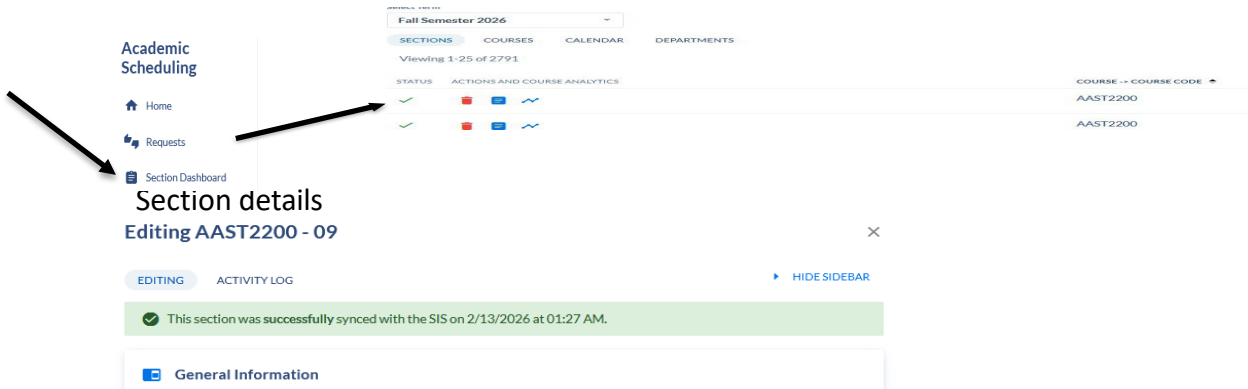 Select Term
Fall Semester 2026
SECTIONS COURSES CALENDAR DEPARTMENTS
Viewing 1-25 of 2791
STATUS ACTIONS AND COURSE ANALYTICS COURSE -> COURSE CODE
AAST2200
AAST2200
Academic
Scheduling
Home
Requests
Section Dashboard
Section details
Editing AAST2200 - 09
EDITING ACTIVITY LOG HIDE SIDEBAR
This section was successfully synced with the SIS on 2/13/2026 at 01:27 AM.
General Information